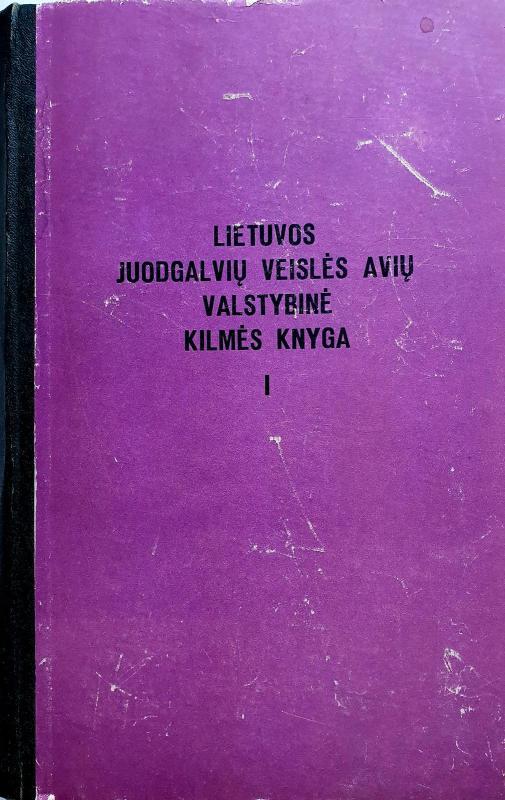 LIETUVOS
JUODGALVIŲ VEISLĖS AVIŲ
VALSTYBINĖ
KILMĖS KNYGA
I